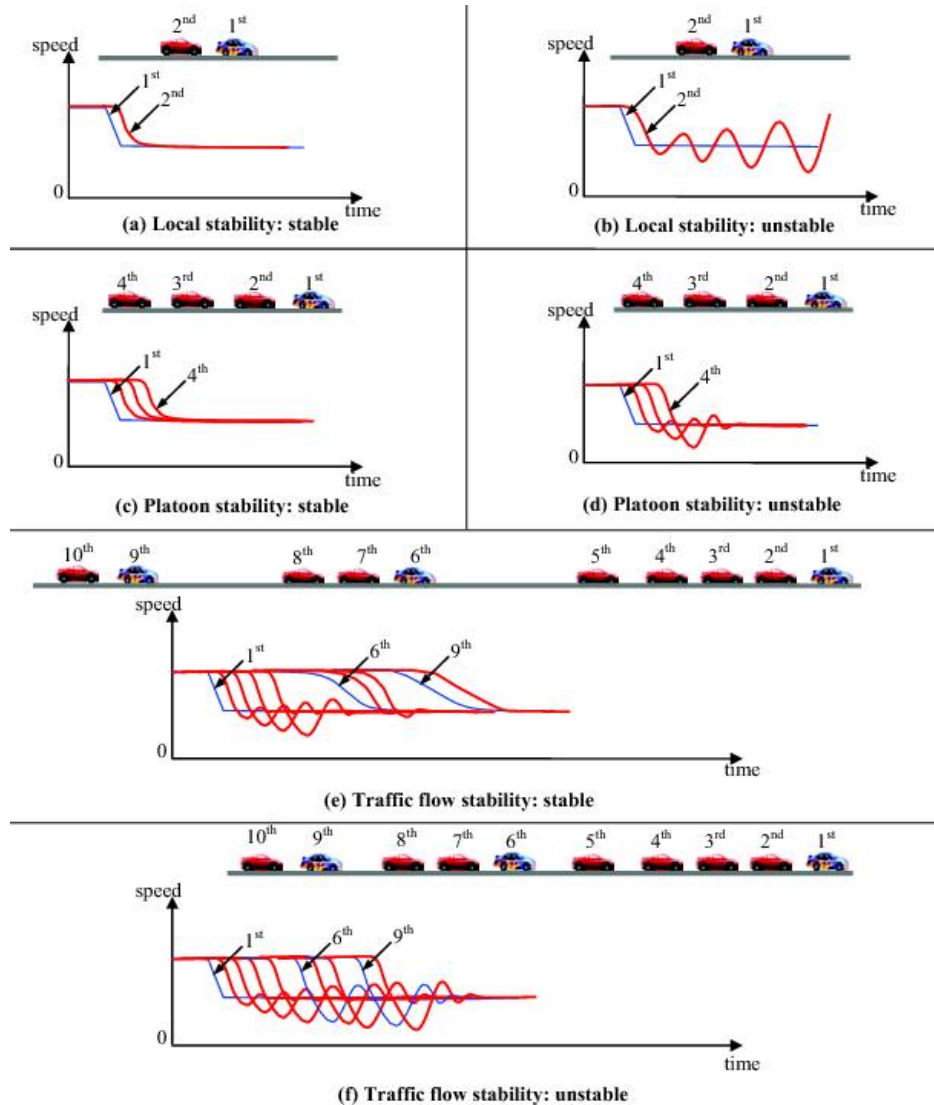 2nd 1st
speed
1st
2nd
0
time
(a) Local stability: stable
2nd 1st
speed
1st
2nd
0
time
(b) Local stability: unstable
4th 3rd 2nd 1st
speed
1st
4th
0
time
(c) Platoon stability: stable
4th 3rd 2nd 1st
speed
1st
4th
0
time
(d) Platoon stability: unstable
10th 9th 8th 7th 6th 5th 4th 3rd 2nd 1st
speed
1st 6th 9th
0
time
(e) Traffic flow stability: stable
10th 9th 8th 7th 6th 5th 4th 3rd 2nd 1st
speed
1st 6th 9th
0
time
(f) Traffic flow stability: unstable